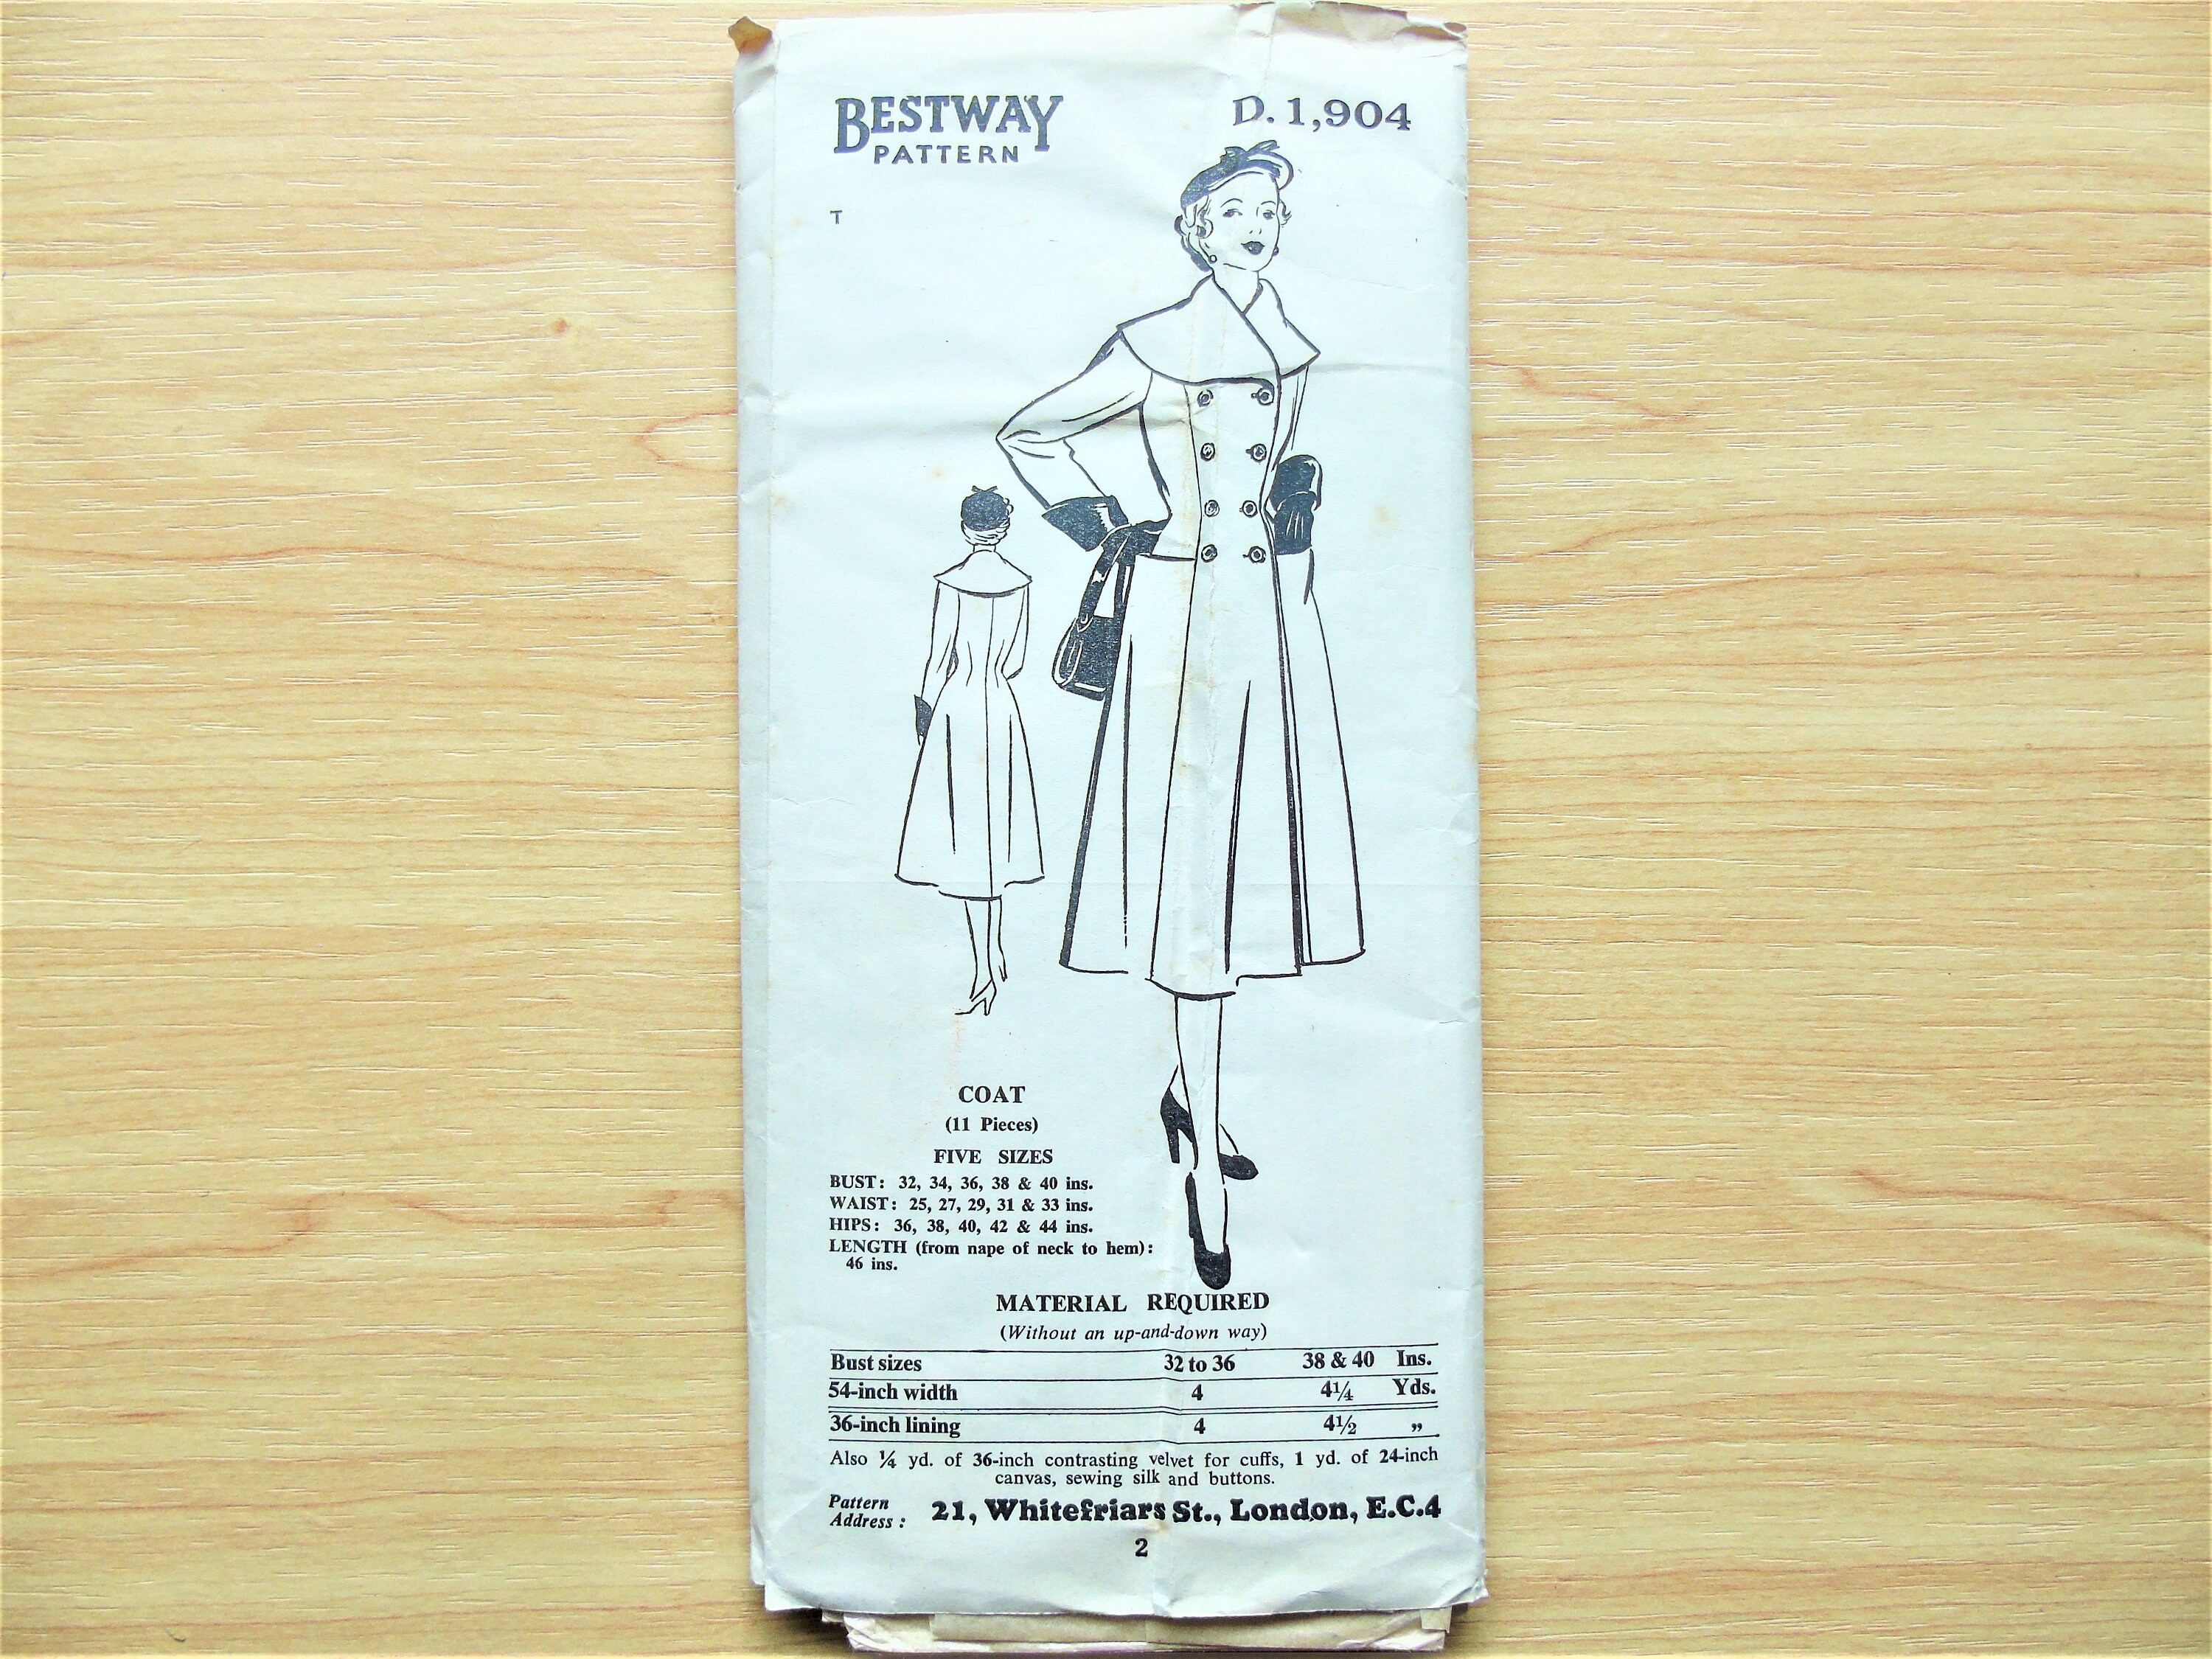 BESTWAY
PATTERN
D. 1,904
T
COAT
(11 Pieces)
FIVE SIZES
BUST: 32, 34, 36, 38 & 40 ins.
WAIST: 25, 27, 29, 31 & 33 ins.
HIPS: 36, 38, 40, 42 & 44 ins.
LENGTH (from nape of neck to hem):
46 ins.
MATERIAL REQUIRED
(Without an up-and-down way)
Bust sizes 32 to 36 38 & 40 Ins.
54-inch width 4 4¼ Yds.
36-inch lining 4 4½ „
Also ¼ yd. of 36-inch contrasting velvet for cuffs, 1 yd. of 24-inch
canvas, sewing silk and buttons.
Pattern
Address: 21, Whitefriars St., London, E.C.4
2